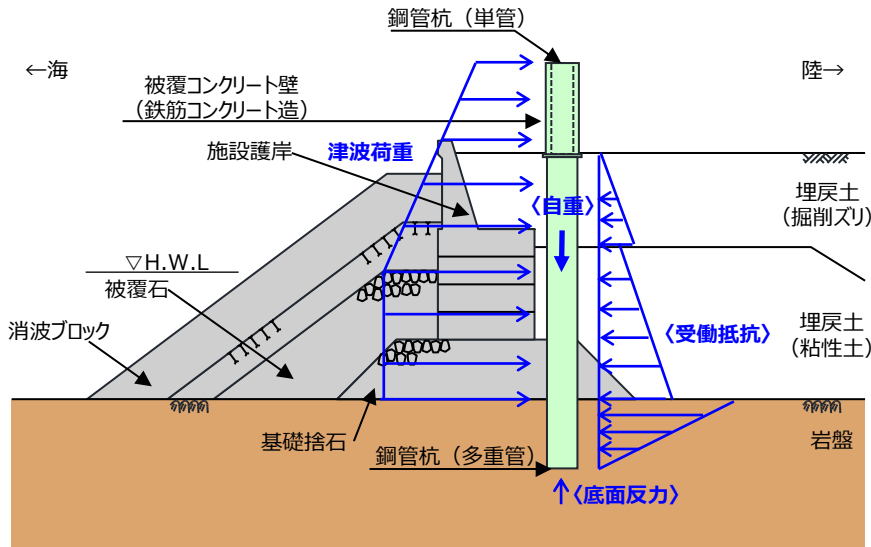 鋼管杭（単管）
←海
陸→
被覆コンクリート壁
（鉄筋コンクリート造）
施設護岸
津波荷重
埋戻土
（掘削ズリ）
〈自重〉
▽H.W.L
被覆石
消波ブロック
〈受働抵抗〉
埋戻土
（粘性土）
基礎捨石
岩盤
鋼管杭（多重管）
〈底面反力〉